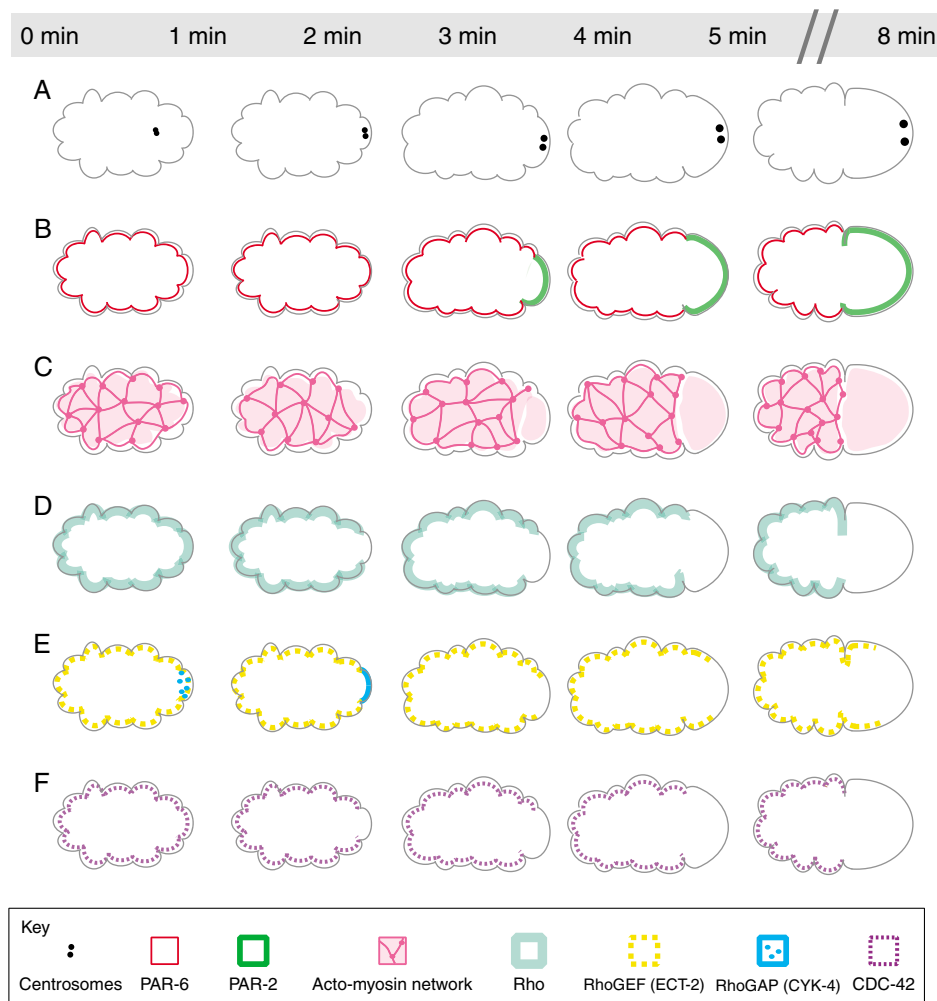 0 min 1 min 2 min 3 min 4 min 5 min 8 min
A
B
C
D
E
F
Key
Centrosomes PAR-6 PAR-2 Acto-myosin network Rho RhoGEF (ECT-2) RhoGAP (CYK-4) CDC-42